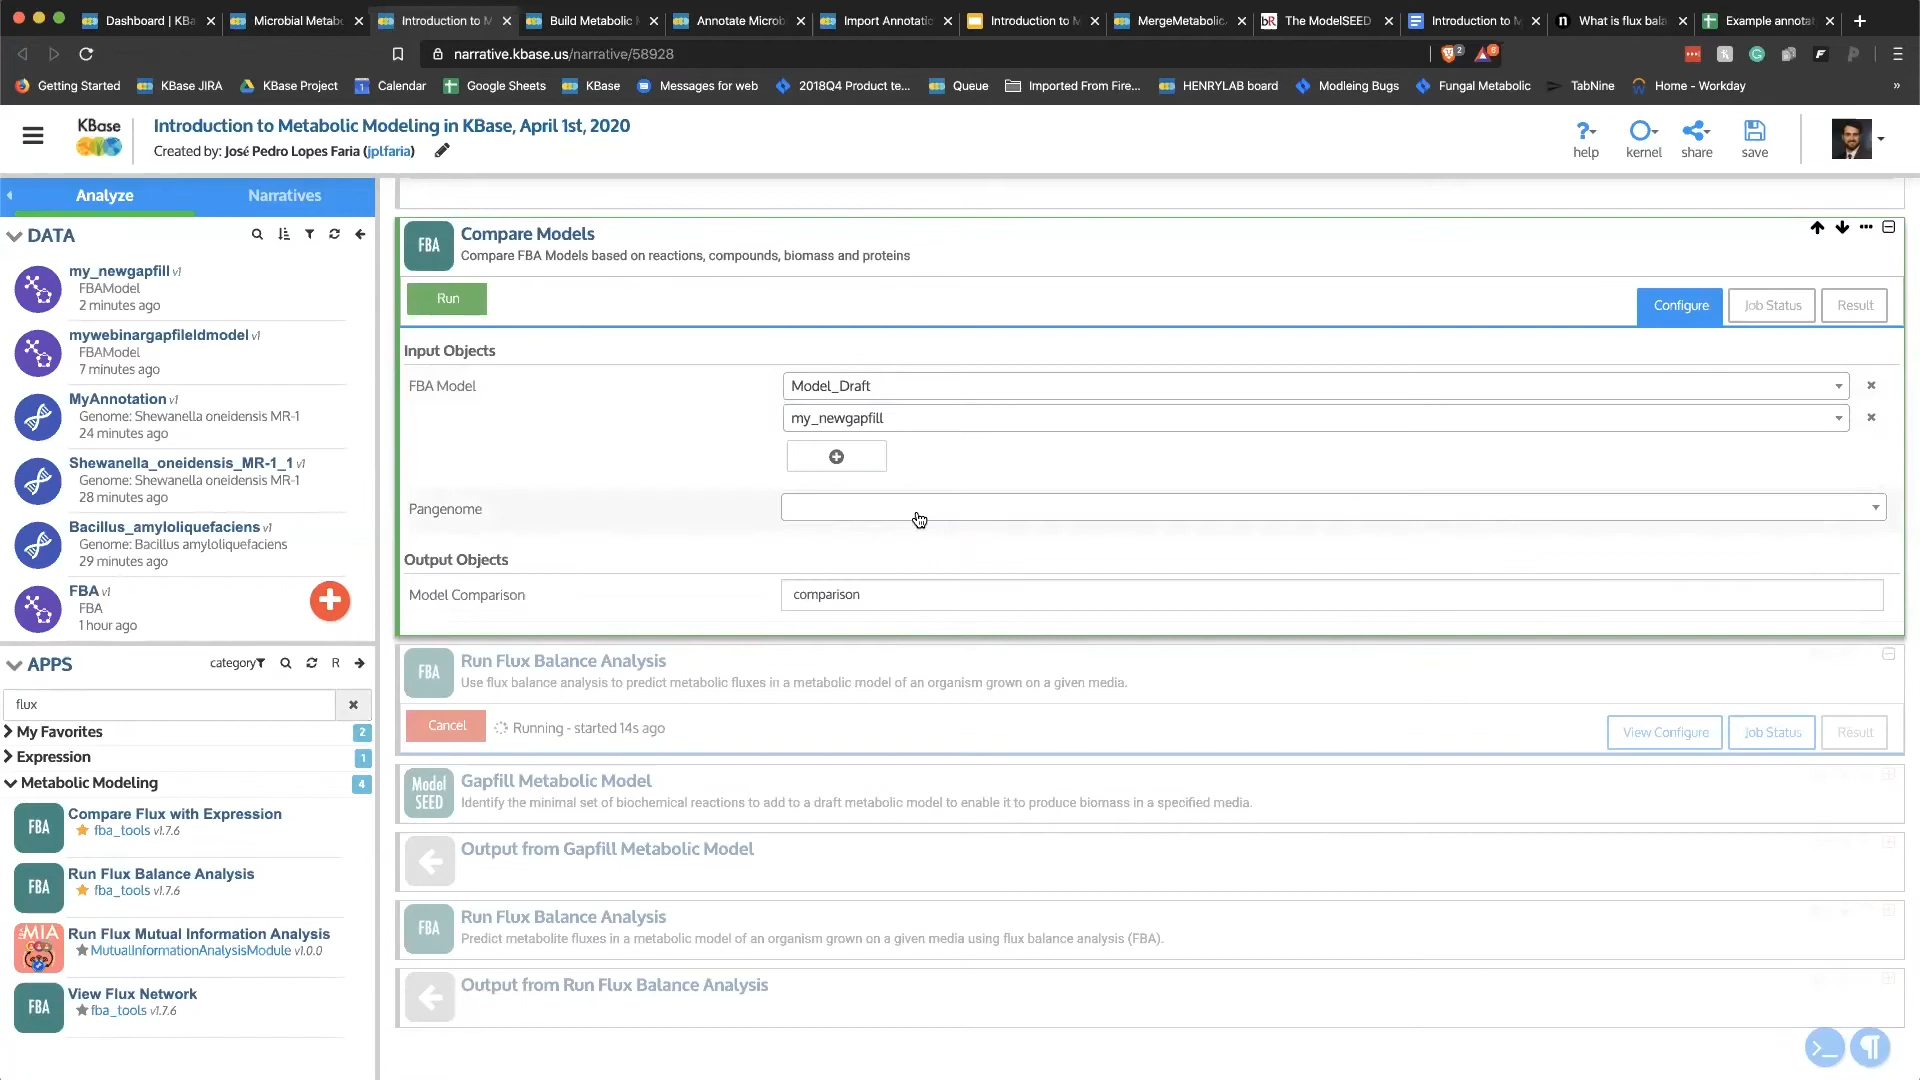 Dashboard | KBa
Microbial Metab
Introduction to M
Build Metabolic
Annotate Microb
Import Annotatic
Introduction to M
MergeMetabolic
The ModelSEED
Introduction to M
What is flux bala
Example annotat
narrative.kbase.us/narrative/58928
2
8
Getting Started
KBase JIRA
KBase Project
Calendar
Google Sheets
KBase
Messages for web
2018Q4 Product te...
Queue
Imported From Fire...
HENRYLAB board
Modleing Bugs
Fungal Metabolic
TabNine
Home - Workday
»
KBase
Introduction to Metabolic Modeling in KBase, April 1st, 2020
Created by: José Pedro Lopes Faria (jplfaria)
help
kernel
share
save
Analyze
Narratives
DATA
my_newgapfill v1
FBAModel
2 minutes ago
mywebinargapfileldmodel v1
FBAModel
7 minutes ago
MyAnnotation v1
Genome: Shewanella oneidensis MR-1
24 minutes ago
Shewanella_oneidensis_MR-1_1 v1
Genome: Shewanella oneidensis MR-1
28 minutes ago
Bacillus_amyloliquefaciens v1
Genome: Bacillus amyloliquefaciens
29 minutes ago
FBA v1
FBA
1 hour ago
APPS
category
R
flux
My Favorites
2
Expression
1
Metabolic Modeling
4
FBA
Compare Flux with Expression
fba_tools v1.7.6
FBA
Run Flux Balance Analysis
fba_tools v1.7.6
MIA
Run Flux Mutual Information Analysis
MutualInformationAnalysisModule v1.0.0
FBA
View Flux Network
fba_tools v1.7.6
FBA
Compare Models
Compare FBA Models based on reactions, compounds, biomass and proteins
Run
Configure
Job Status
Result
Input Objects
FBA Model
Model_Draft
my_newgapfill
Pangenome
Output Objects
Model Comparison
comparison
FBA
Run Flux Balance Analysis
Use flux balance analysis to predict metabolic fluxes in a metabolic model of an organism grown on a given media.
Cancel
Running - started 14s ago
View Configure
Job Status
Result
Model SEED
Gapfill Metabolic Model
Identify the minimal set of biochemical reactions to add to a draft metabolic model to enable it to produce biomass in a specified media.
Output from Gapfill Metabolic Model
FBA
Run Flux Balance Analysis
Predict metabolite fluxes in a metabolic model of an organism grown on a given media using flux balance analysis (FBA).
Output from Run Flux Balance Analysis